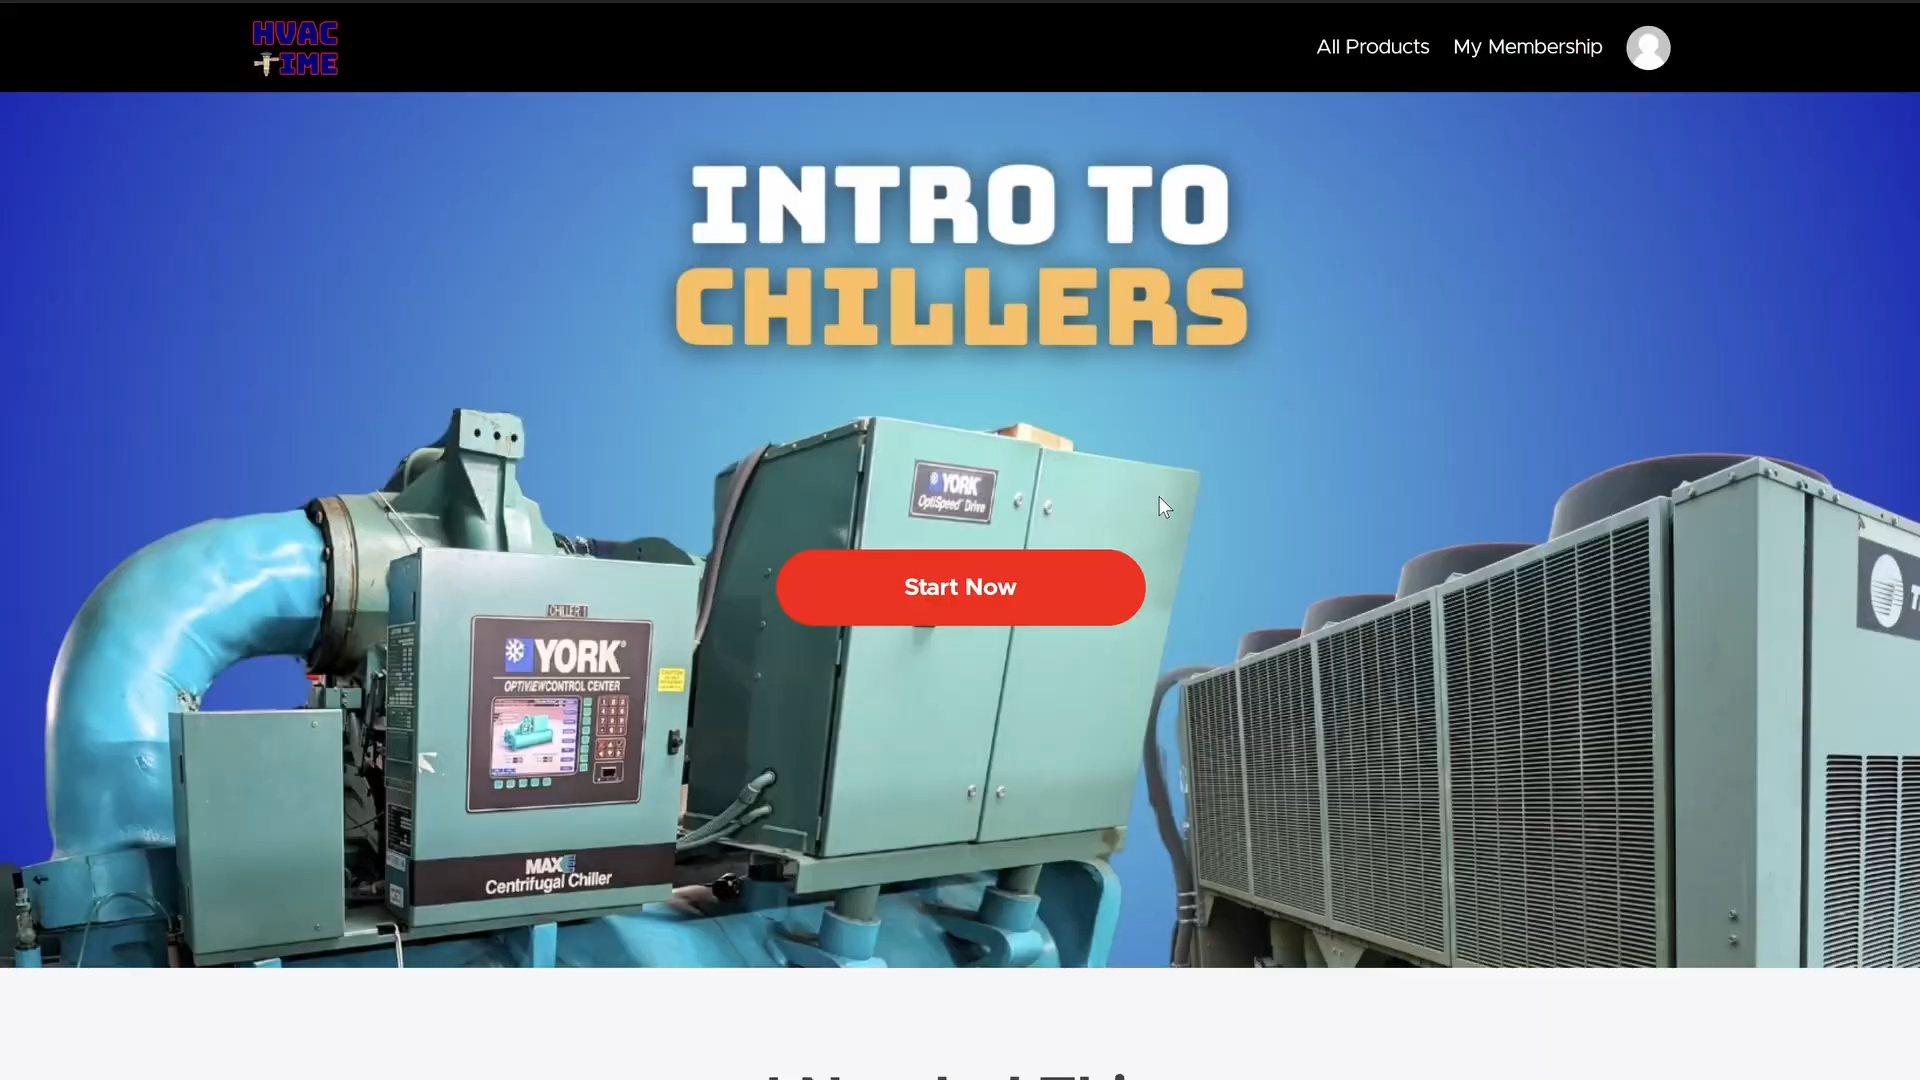 HVAC
TIME
All Products
My Membership
INTRO TO
CHILLERS
YORK
OptiSpeed Drive
Start Now
CHILLER 1
YORK
OPTIVIEW CONTROL CENTER
MAXE
Centrifugal Chiller